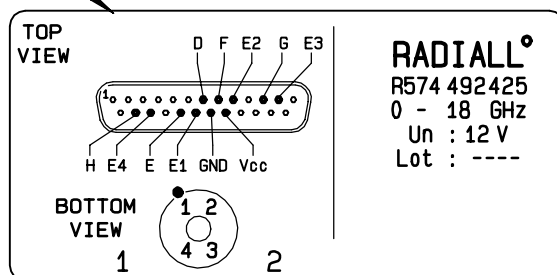 TOP
VIEW
D F E2 G E3
1
H E4 E E1 GND Vcc
BOTTOM
VIEW
1 2
4 3
1 2
RADIALL°
R574 492425
0 - 18 GHz
Un : 12 V
Lot : ----